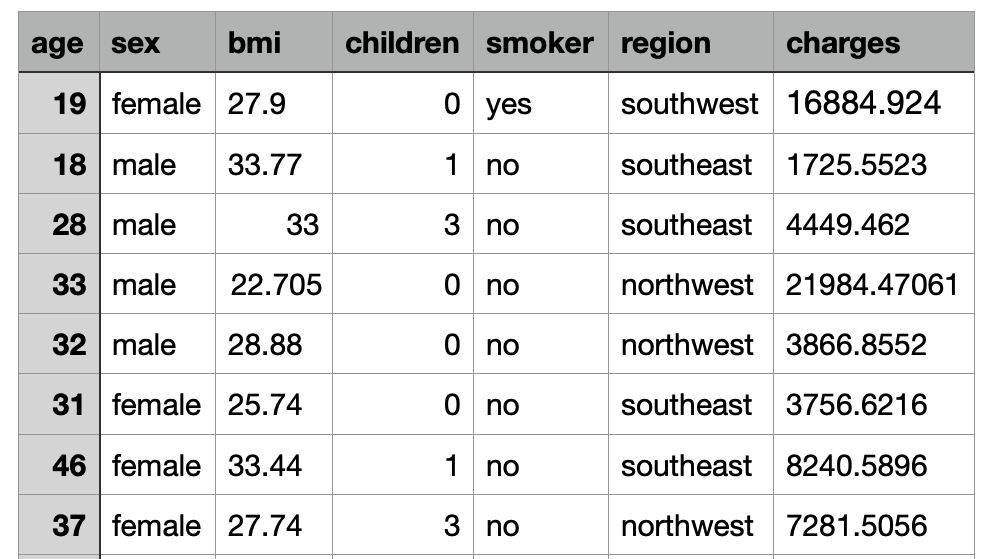 age sex bmi children smoker region charges
19 female 27.9 0 yes southwest 16884.924
18 male 33.77 1 no southeast 1725.5523
28 male 33 3 no southeast 4449.462
33 male 22.705 0 no northwest 21984.47061
32 male 28.88 0 no northwest 3866.8552
31 female 25.74 0 no southeast 3756.6216
46 female 33.44 1 no southeast 8240.5896
37 female 27.74 3 no northwest 7281.5056